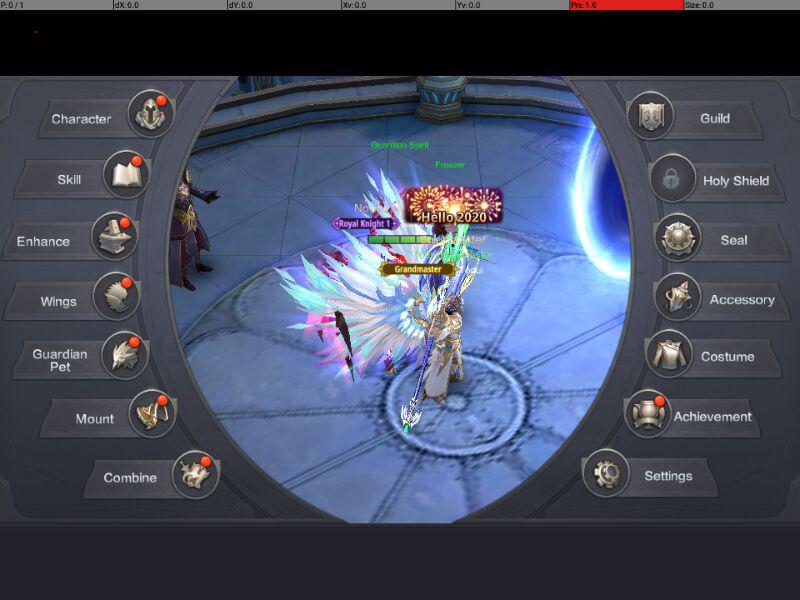 P: 0 / 1 dX: 0.0 dY: 0.0 Xv: 0.0 Yv: 0.0 Prs: 1.0 Size: 0.0
Character
Skill
Enhance
Wings
Guardian
Pet
Mount
Combine
Guardian Spirit
Freezer
Hello 2020
Royal Knight 1
Grandmaster
Guild
Holy Shield
Seal
Accessory
Costume
Achievement
Settings